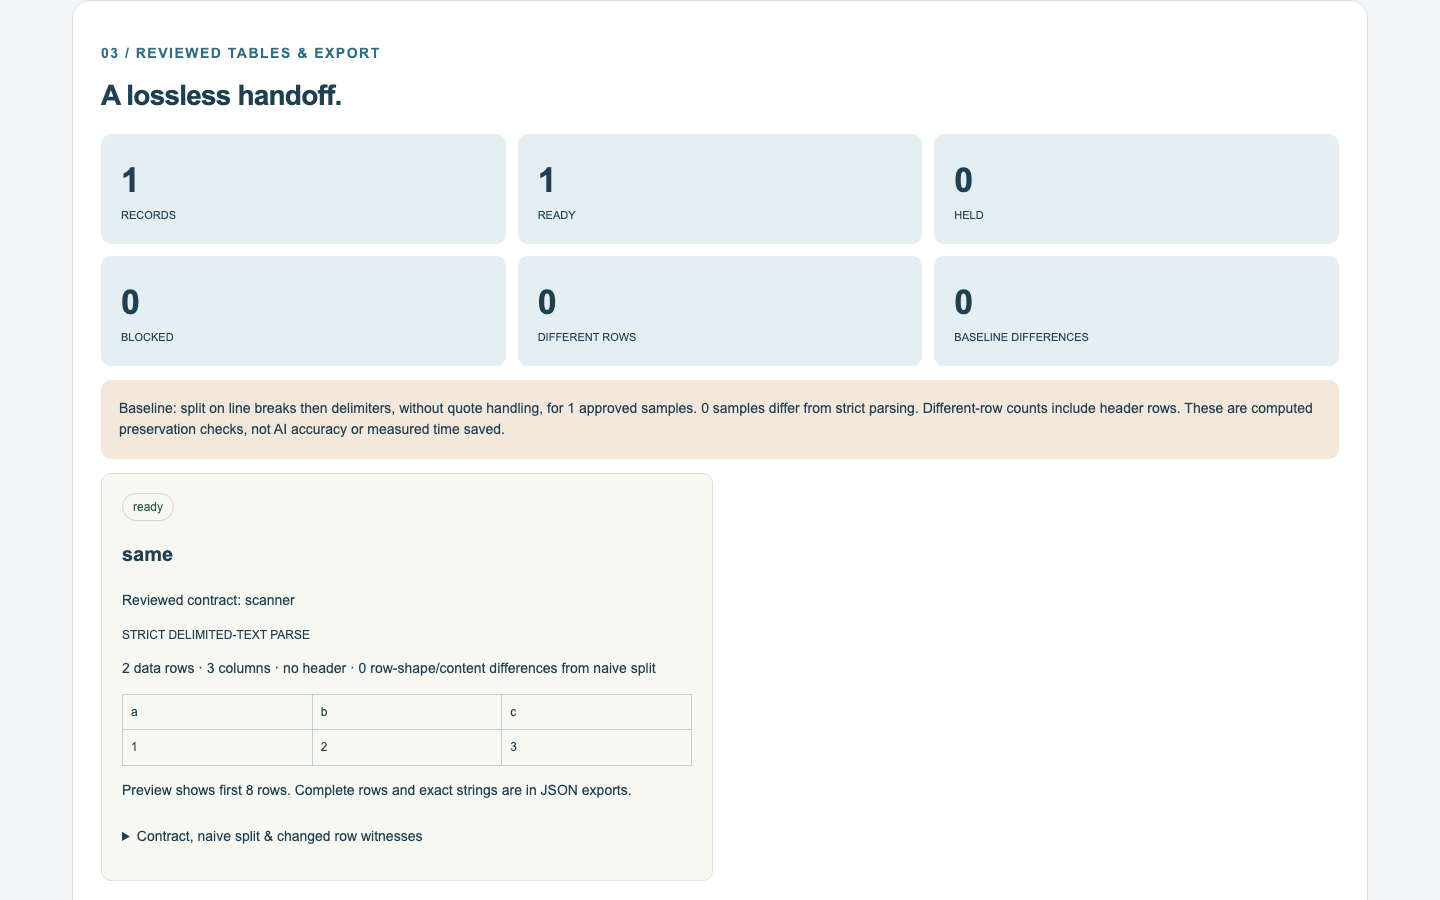 03 / REVIEWED TABLES & EXPORT
A lossless handoff.
1
RECORDS
1
READY
0
HELD
0
BLOCKED
0
DIFFERENT ROWS
0
BASELINE DIFFERENCES
Baseline: split on line breaks then delimiters, without quote handling, for 1 approved samples. 0 samples differ from strict parsing. Different-row counts include header rows. These are computed
preservation checks, not AI accuracy or measured time saved.
ready
same
Reviewed contract: scanner
STRICT DELIMITED-TEXT PARSE
2 data rows · 3 columns · no header · 0 row-shape/content differences from naive split
a b c
1 2 3
Preview shows first 8 rows. Complete rows and exact strings are in JSON exports.
Contract, naive split & changed row witnesses